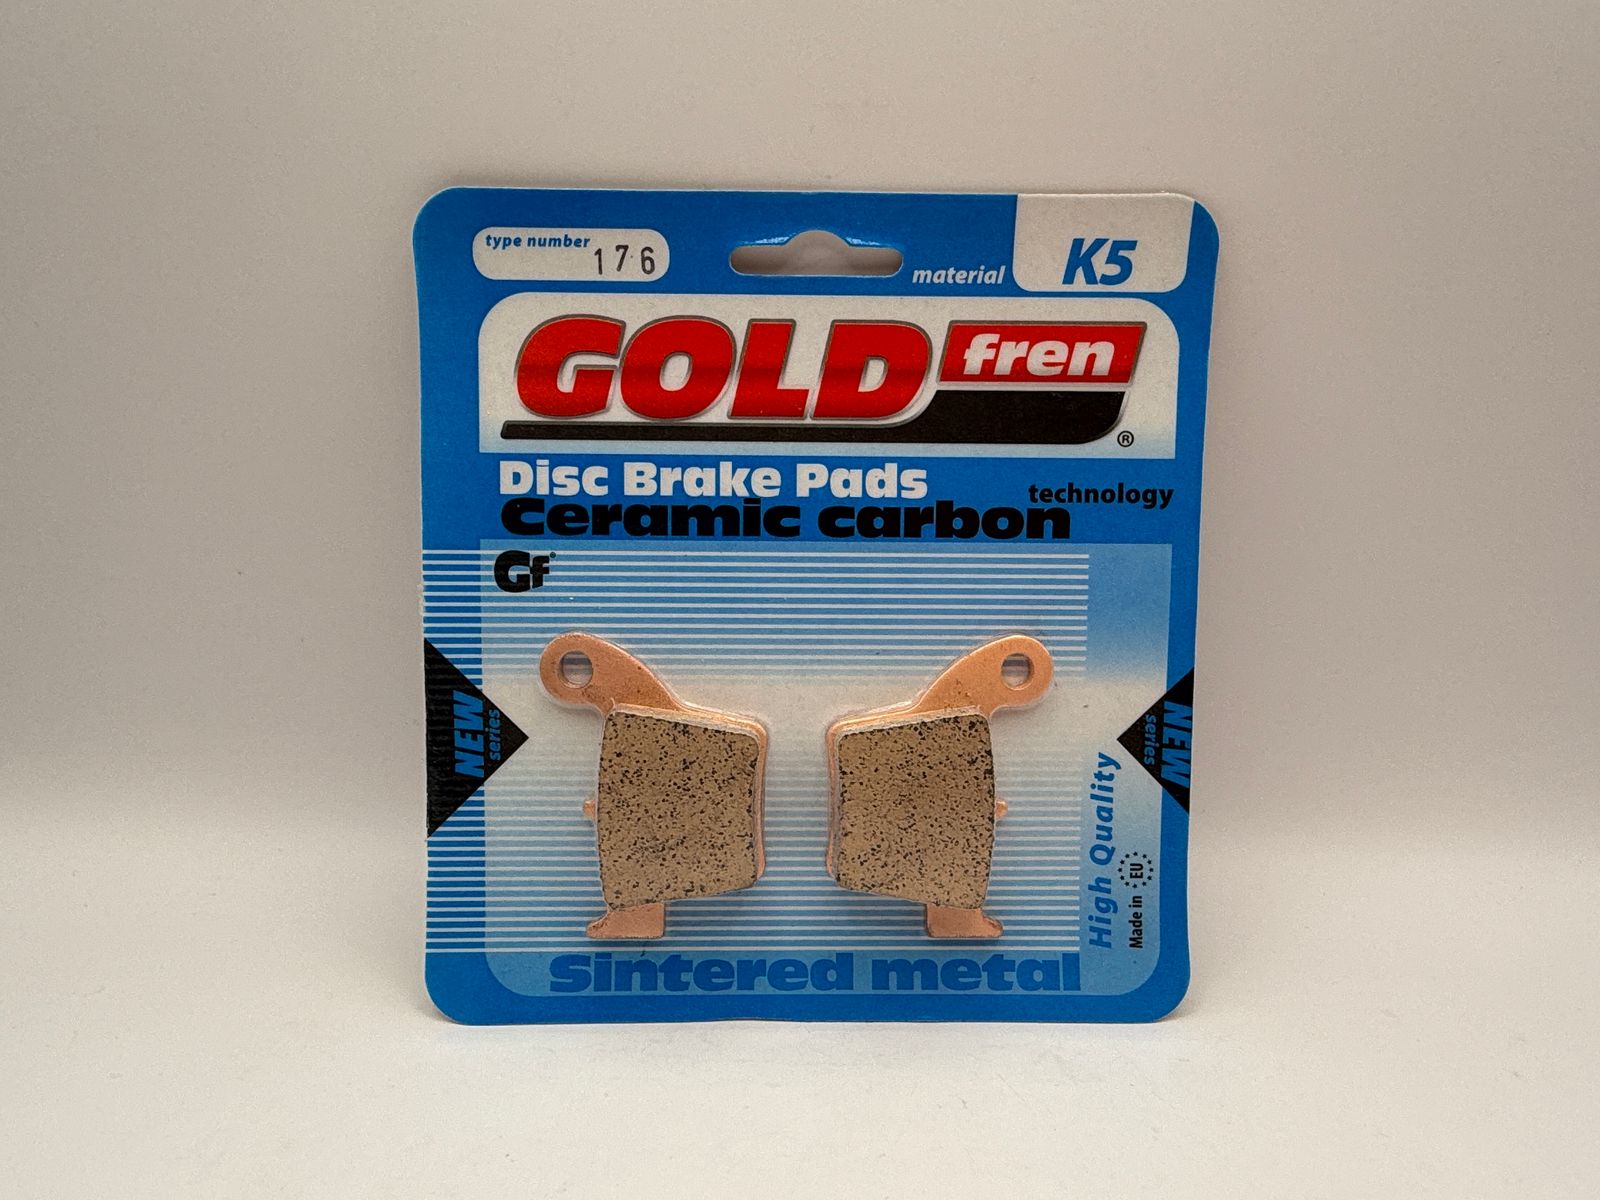 type number
176
material
K5
GOLD fren
®
Disc Brake Pads
technology
Ceramic carbon
Gf
NEW
series
NEW
series
High Quality
Made in EU
Sintered metal